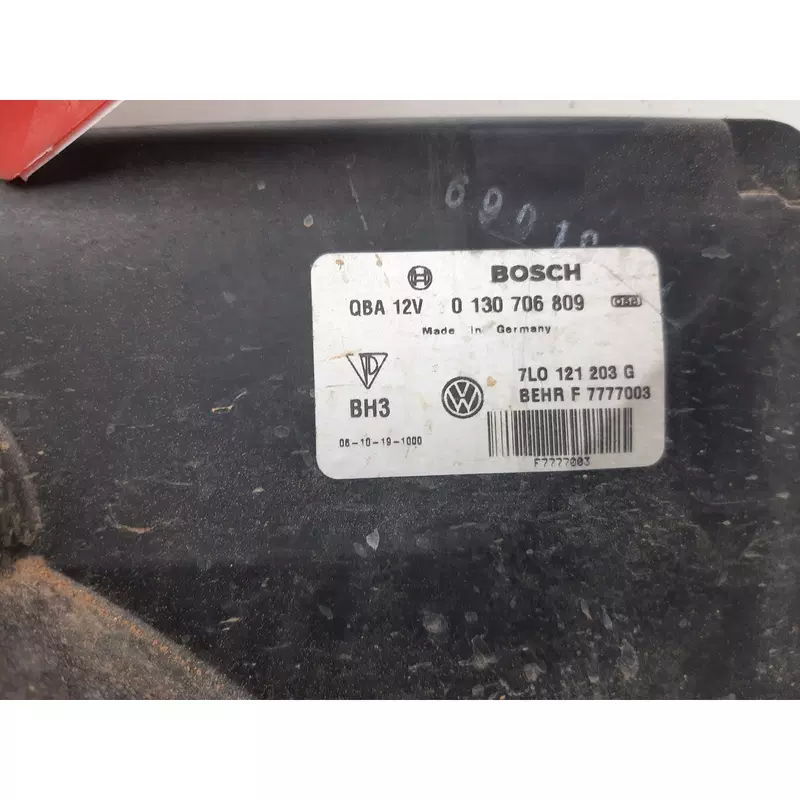 BOSCH
QBA 12V 0 130 706 809
Made in Germany
7L0 121 203 G
BH3
BEHR F 7777003
06-10-19-1000
F7777003